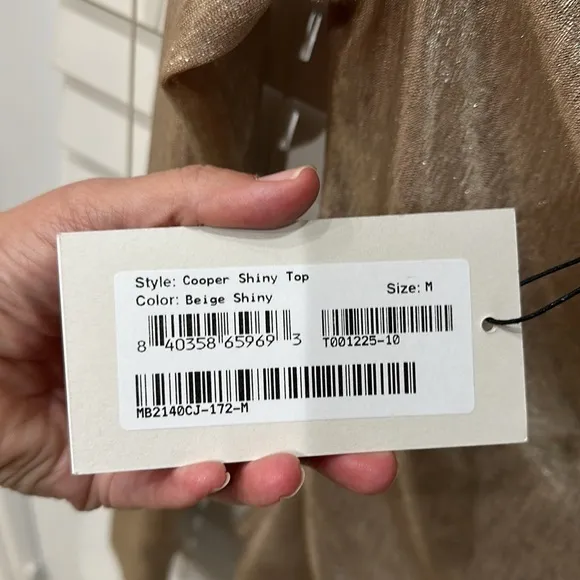 Style: Cooper Shiny Top
Color: Beige Shiny
Size: M
8 40358 65969 3
T001225-10
MB2140CJ-172-M